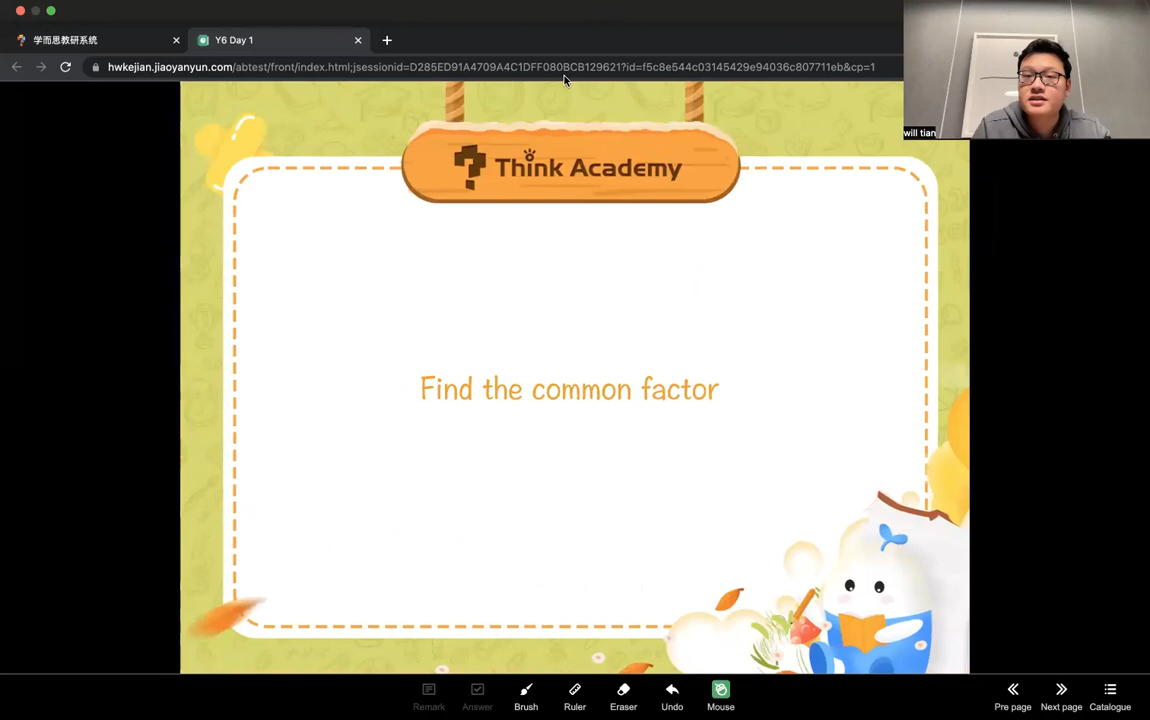 学而思教研系统
Y6 Day 1
hwkejian.jiaoyanyun.com/abtest/front/index.html;jsessionid=D285ED91A4709A4C1DFF080BCB129621?id=f5c8e544c03145429e94036c807711eb&cp=1
will tian
Think Academy
Find the common factor
Remark
Answer
Brush
Ruler
Eraser
Undo
Mouse
Pre page
Next page
Catalogue